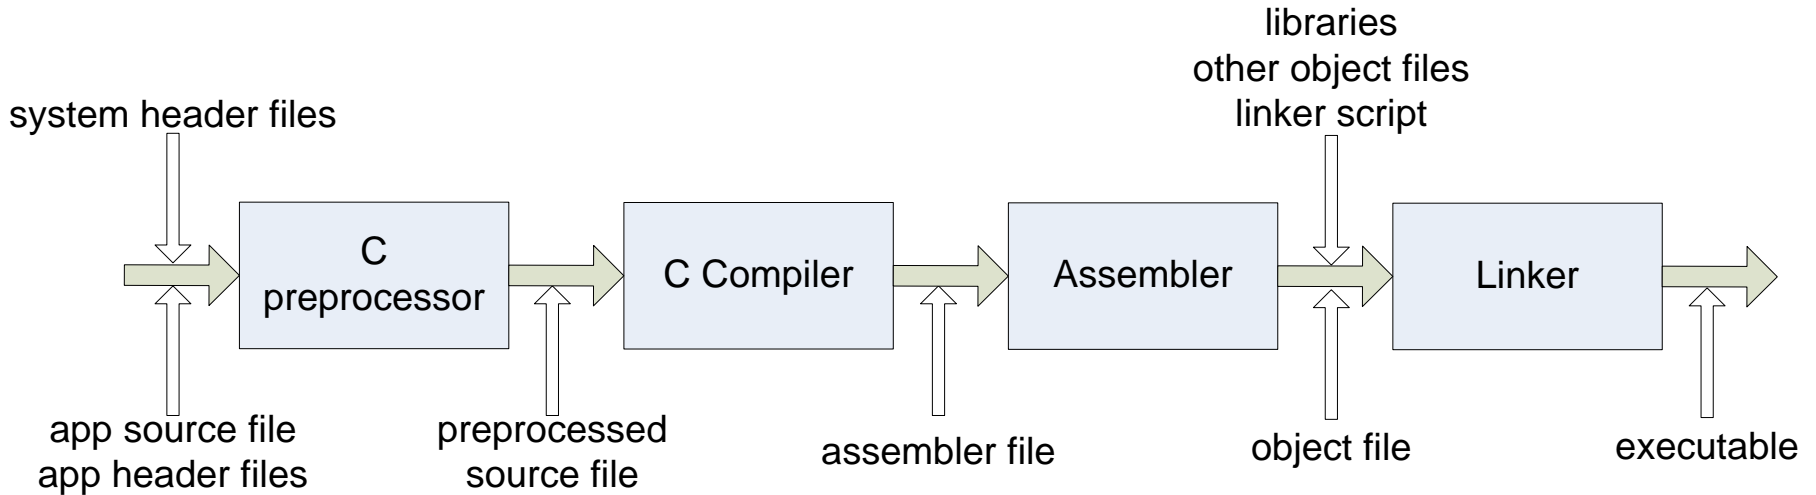 libraries
other object files
linker script
system header files
C
preprocessor
C Compiler
Assembler
Linker
app source file
app header files
preprocessed
source file
assembler file
object file
executable